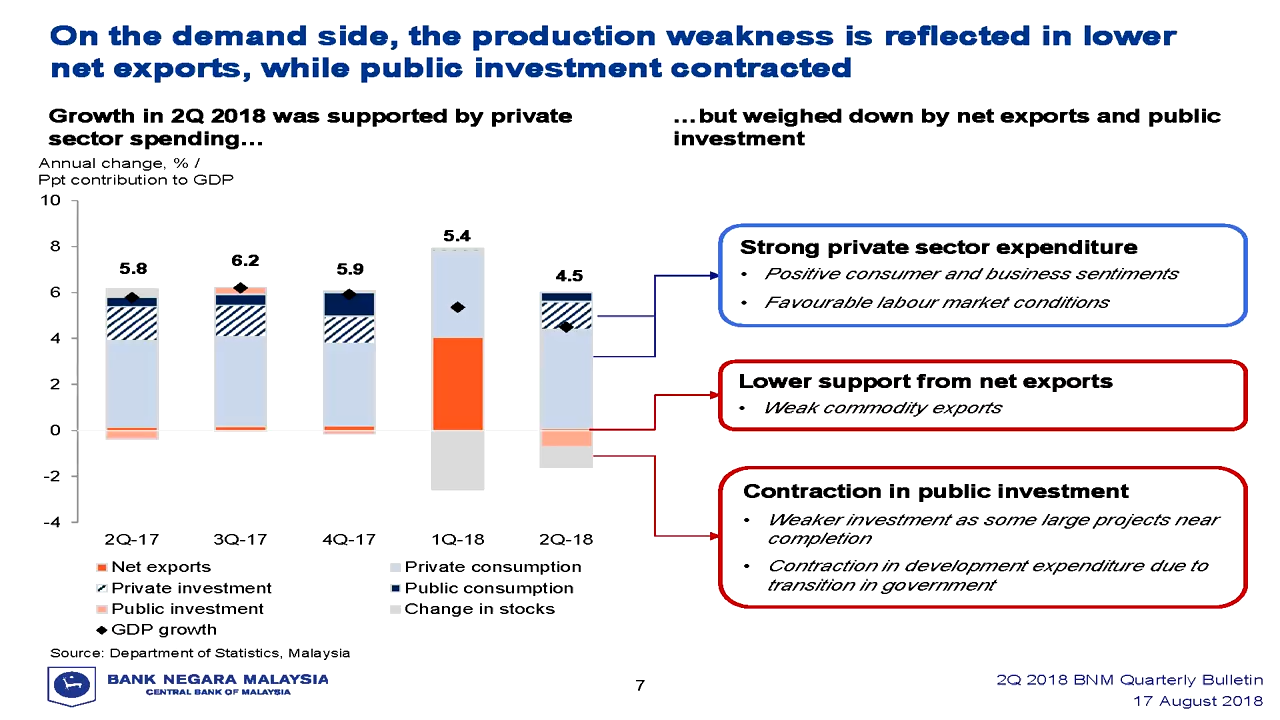 On the demand side, the production weakness is reflected in lower
net exports, while public investment contracted
Growth in 2Q 2018 was supported by private
sector spending…
Annual change, % /
Ppt contribution to GDP
10
8
6
4
2
0
-2
-4
5.8
6.2
5.9
5.4
4.5
2Q-17
3Q-17
4Q-17
1Q-18
2Q-18
Net exports
Private consumption
Private investment
Public consumption
Public investment
Change in stocks
GDP growth
Source: Department of Statistics, Malaysia
…but weighed down by net exports and public
investment
Strong private sector expenditure
• Positive consumer and business sentiments
• Favourable labour market conditions
Lower support from net exports
• Weak commodity exports
Contraction in public investment
• Weaker investment as some large projects near
completion
• Contraction in development expenditure due to
transition in government
BANK NEGARA MALAYSIA
CENTRAL BANK OF MALAYSIA
7
2Q 2018 BNM Quarterly Bulletin
17 August 2018